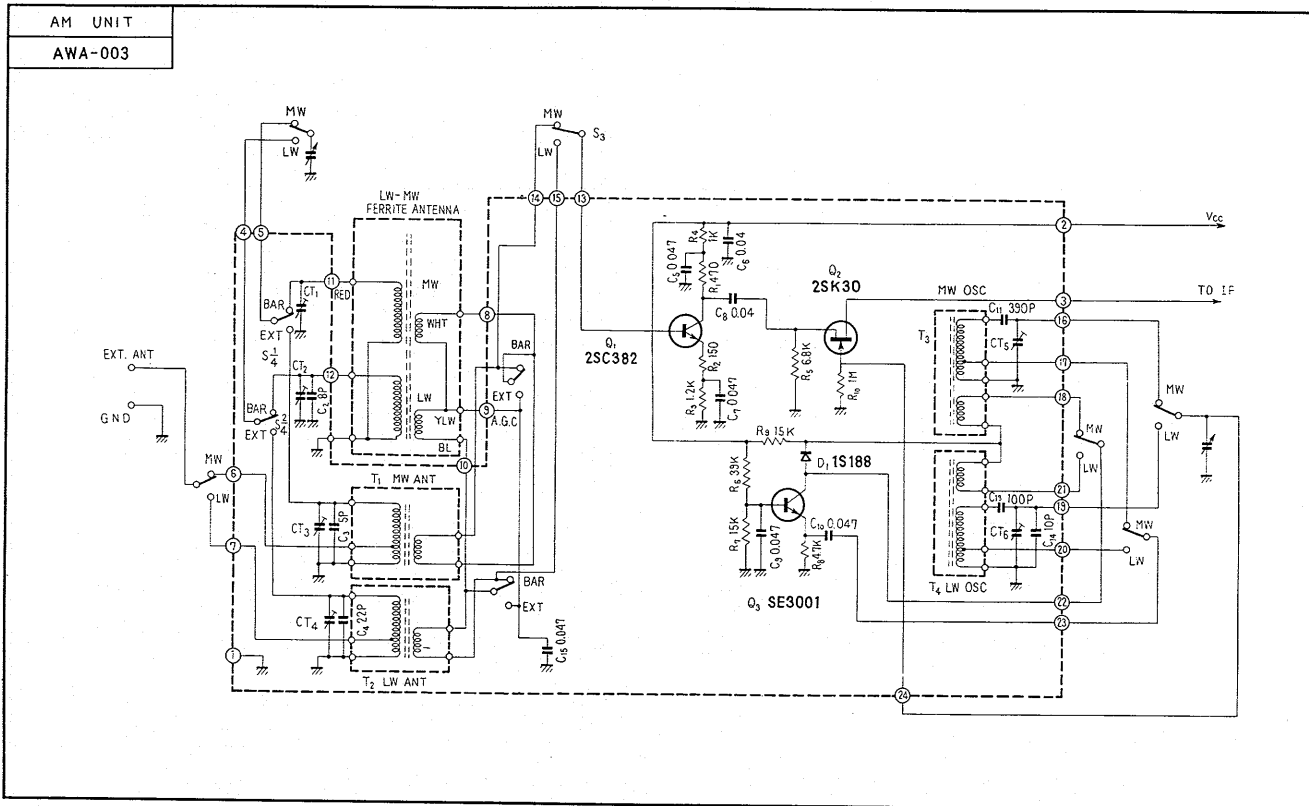 AM UNIT
AWA-003
MW
LW
MW
S3
LW
14
15
13
LW-MW
FERRITE ANTENNA
4
5
2
Vcc
R4
1K
C6 0.04
C5 0.047
R1 470
Q2
2SK30
11
RED
CT1
BAR
EXT
S1/4
MW
WHT
8
C8 0.04
MW OSC
3
TO IF
C11 390P
16
T3
CT5
17
Q1
2SC382
R2 150
R5 6.8K
R10 1M
R3 1.2K
C7 0.047
EXT. ANT
GND
CT2
C2 8P
12
BAR
EXT
S2/4
LW
YLW
BL
9
A.G.C
BAR
EXT
10
18
MW
LW
MW
LW
R9 15K
D1 1S188
R6 39K
R7 15K
C9 0.047
C10 0.047
R8 4.7K
Q3 SE3001
21
C13 100P
19
CT6
C14 10P
20
MW
LW
T4 LW OSC
MW
LW
6
7
T1 MW ANT
CT3
C3 5P
BAR
EXT
CT4
C4 22P
C15 0.047
T2 LW ANT
1
22
23
24